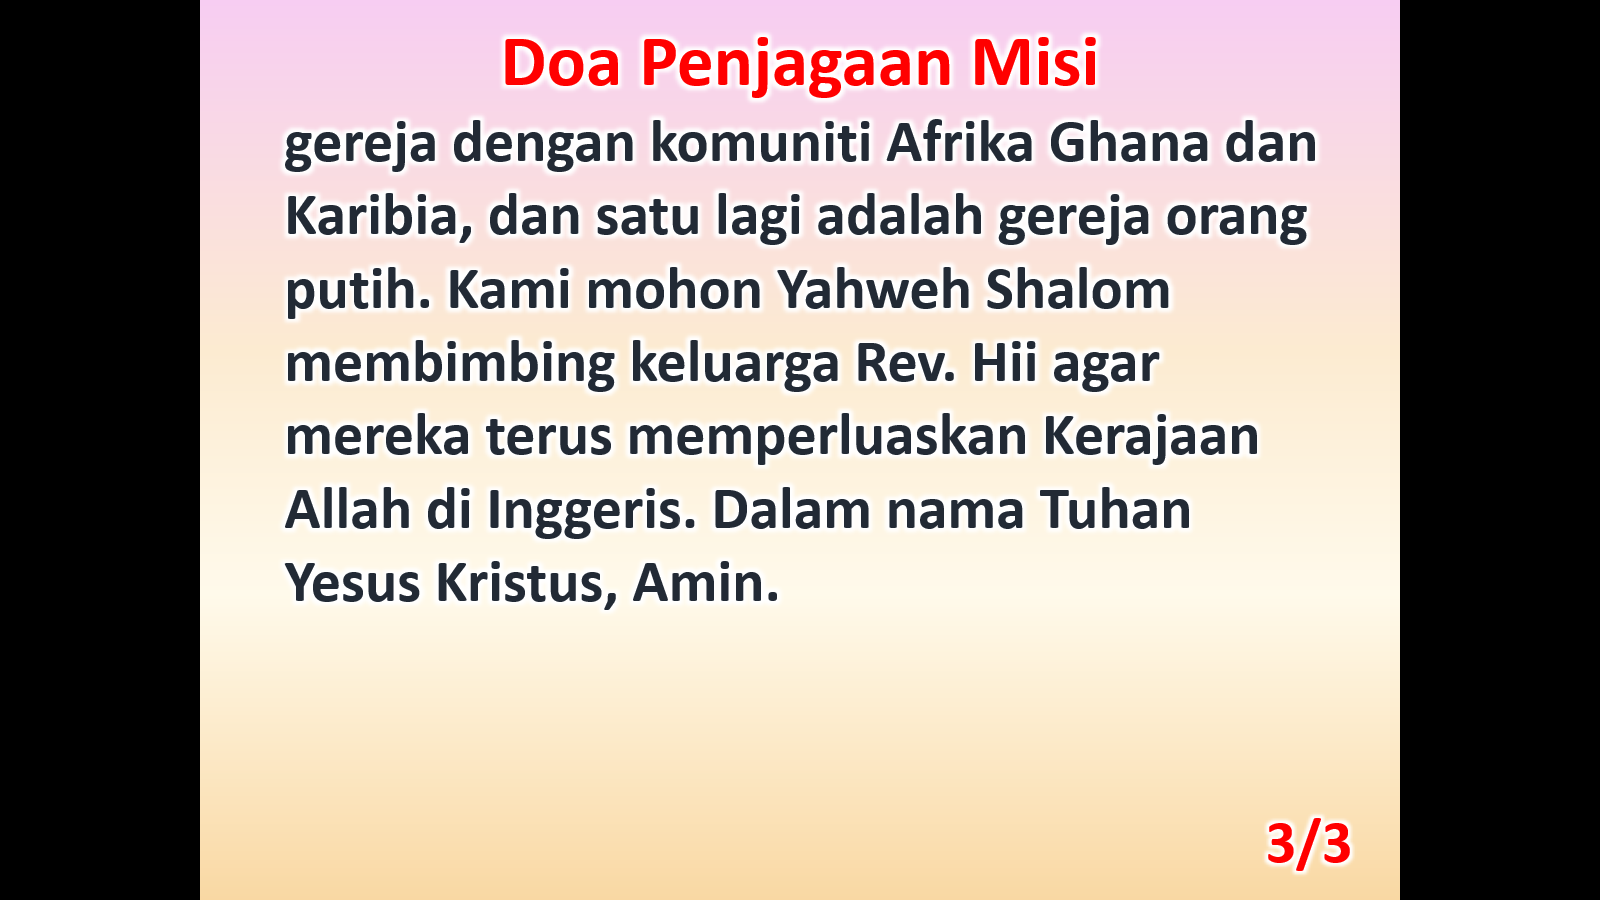 Doa Penjagaan Misi
gereja dengan komuniti Afrika Ghana dan
Karibia, dan satu lagi adalah gereja orang
putih. Kami mohon Yahweh Shalom
membimbing keluarga Rev. Hii agar
mereka terus memperluaskan Kerajaan
Allah di Inggeris. Dalam nama Tuhan
Yesus Kristus, Amin.
3/3